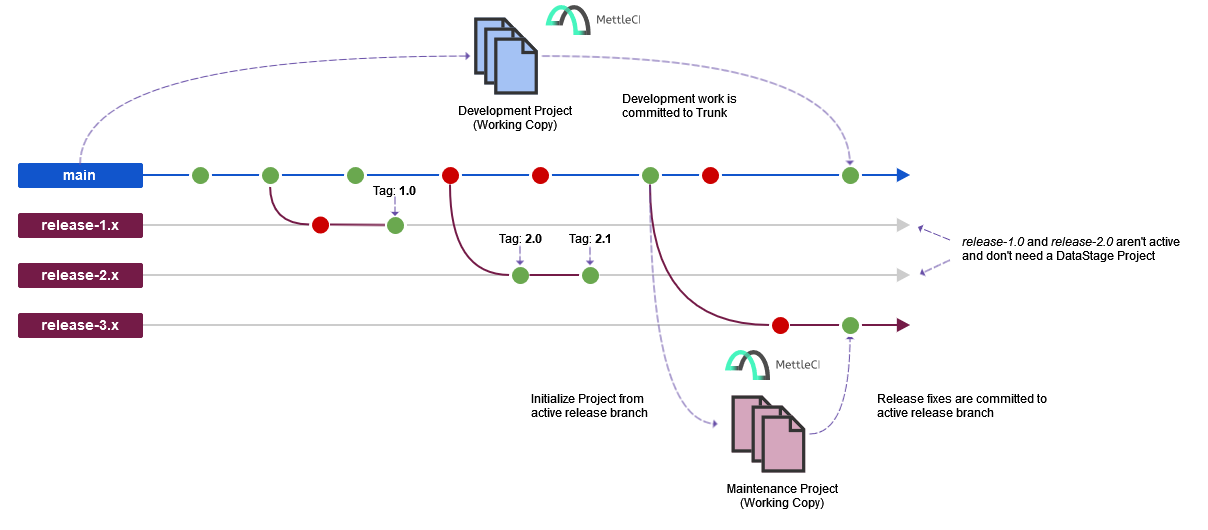 MettleCI
Development Project
(Working Copy)
Development work is
committed to Trunk
main
Tag: 1.0
release-1.x
Tag: 2.0
Tag: 2.1
release-1.0 and release-2.0 aren't active
and don't need a DataStage Project
release-2.x
release-3.x
MettleCI
Initialize Project from
active release branch
Release fixes are committed to
active release branch
Maintenance Project
(Working Copy)